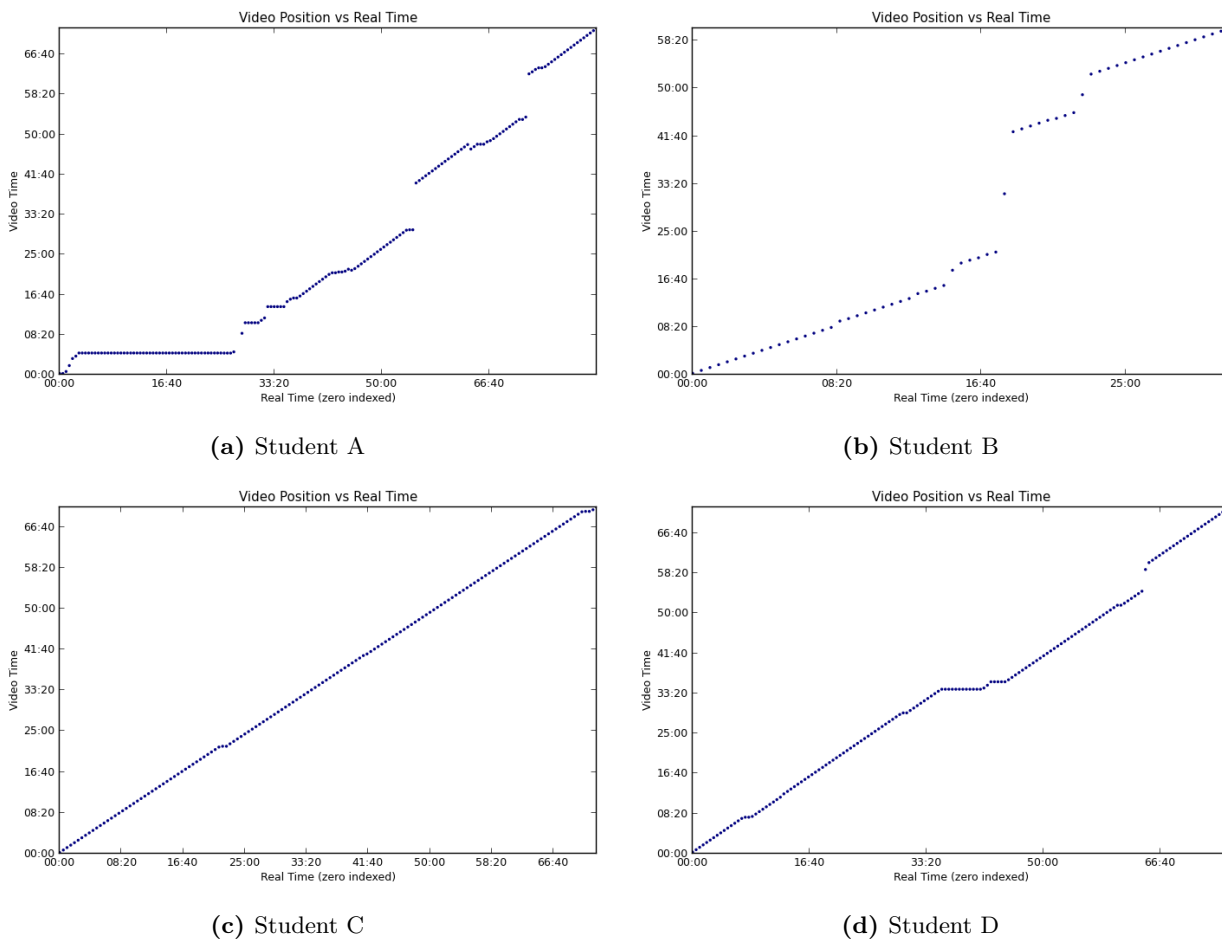 Video Position vs Real Time
66:40
58:20
50:00
41:40
33:20
25:00
16:40
08:20
00:00
Video Time
00:00 16:40 33:20 50:00 66:40
Real Time (zero indexed)
(a) Student A
Video Position vs Real Time
58:20
50:00
41:40
33:20
25:00
16:40
08:20
00:00
Video Time
00:00 08:20 16:40 25:00
Real Time (zero indexed)
(b) Student B
Video Position vs Real Time
66:40
58:20
50:00
41:40
33:20
25:00
16:40
08:20
00:00
Video Time
00:00 08:20 16:40 25:00 33:20 41:40 50:00 58:20 66:40
Real Time (zero indexed)
(c) Student C
Video Position vs Real Time
66:40
58:20
50:00
41:40
33:20
25:00
16:40
08:20
00:00
Video Time
00:00 16:40 33:20 50:00 66:40
Real Time (zero indexed)
(d) Student D